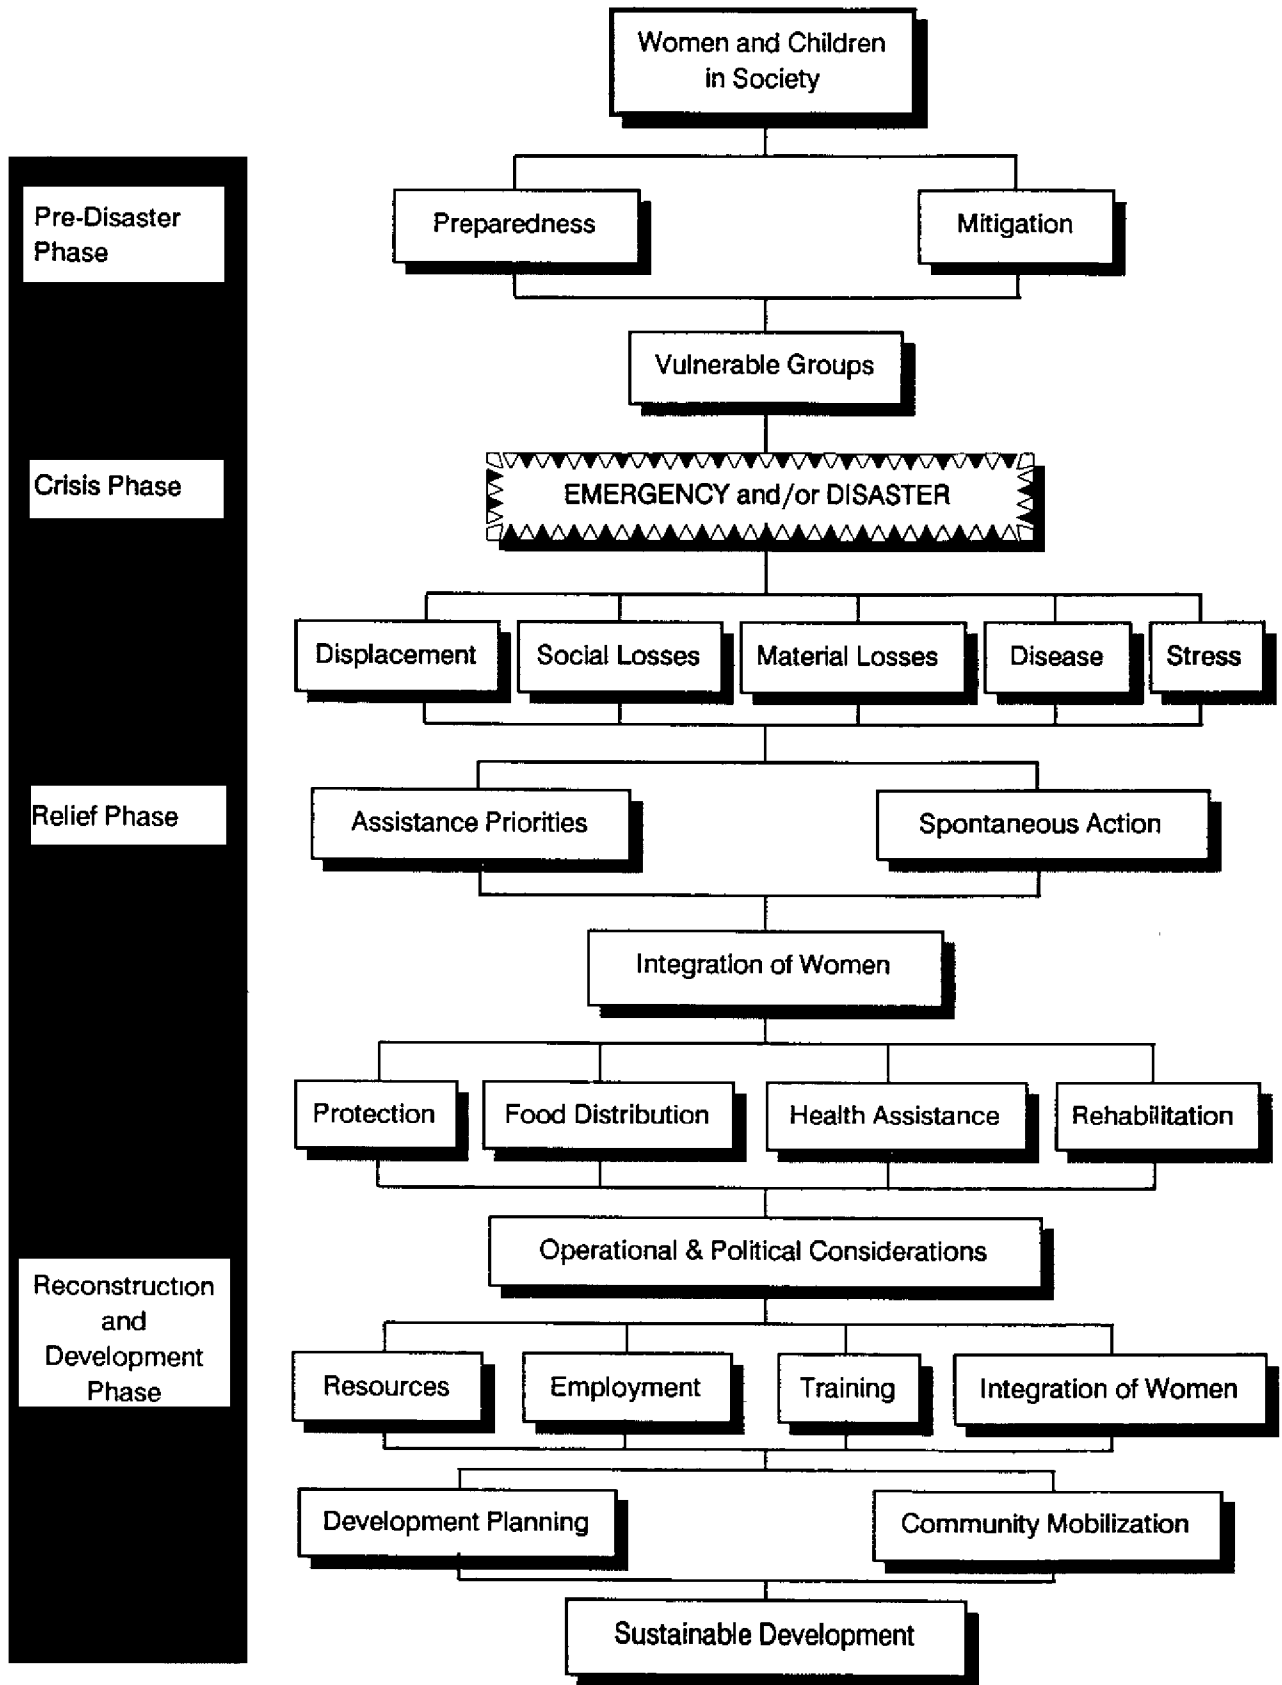 Women and Children
in Society
Pre-Disaster
Phase
Preparedness
Mitigation
Vulnerable Groups
Crisis Phase
EMERGENCY and/or DISASTER
Displacement
Social Losses
Material Losses
Disease
Stress
Relief Phase
Assistance Priorities
Spontaneous Action
Integration of Women
Protection
Food Distribution
Health Assistance
Rehabilitation
Operational & Political Considerations
Reconstruction
and
Development
Phase
Resources
Employment
Training
Integration of Women
Development Planning
Community Mobilization
Sustainable Development